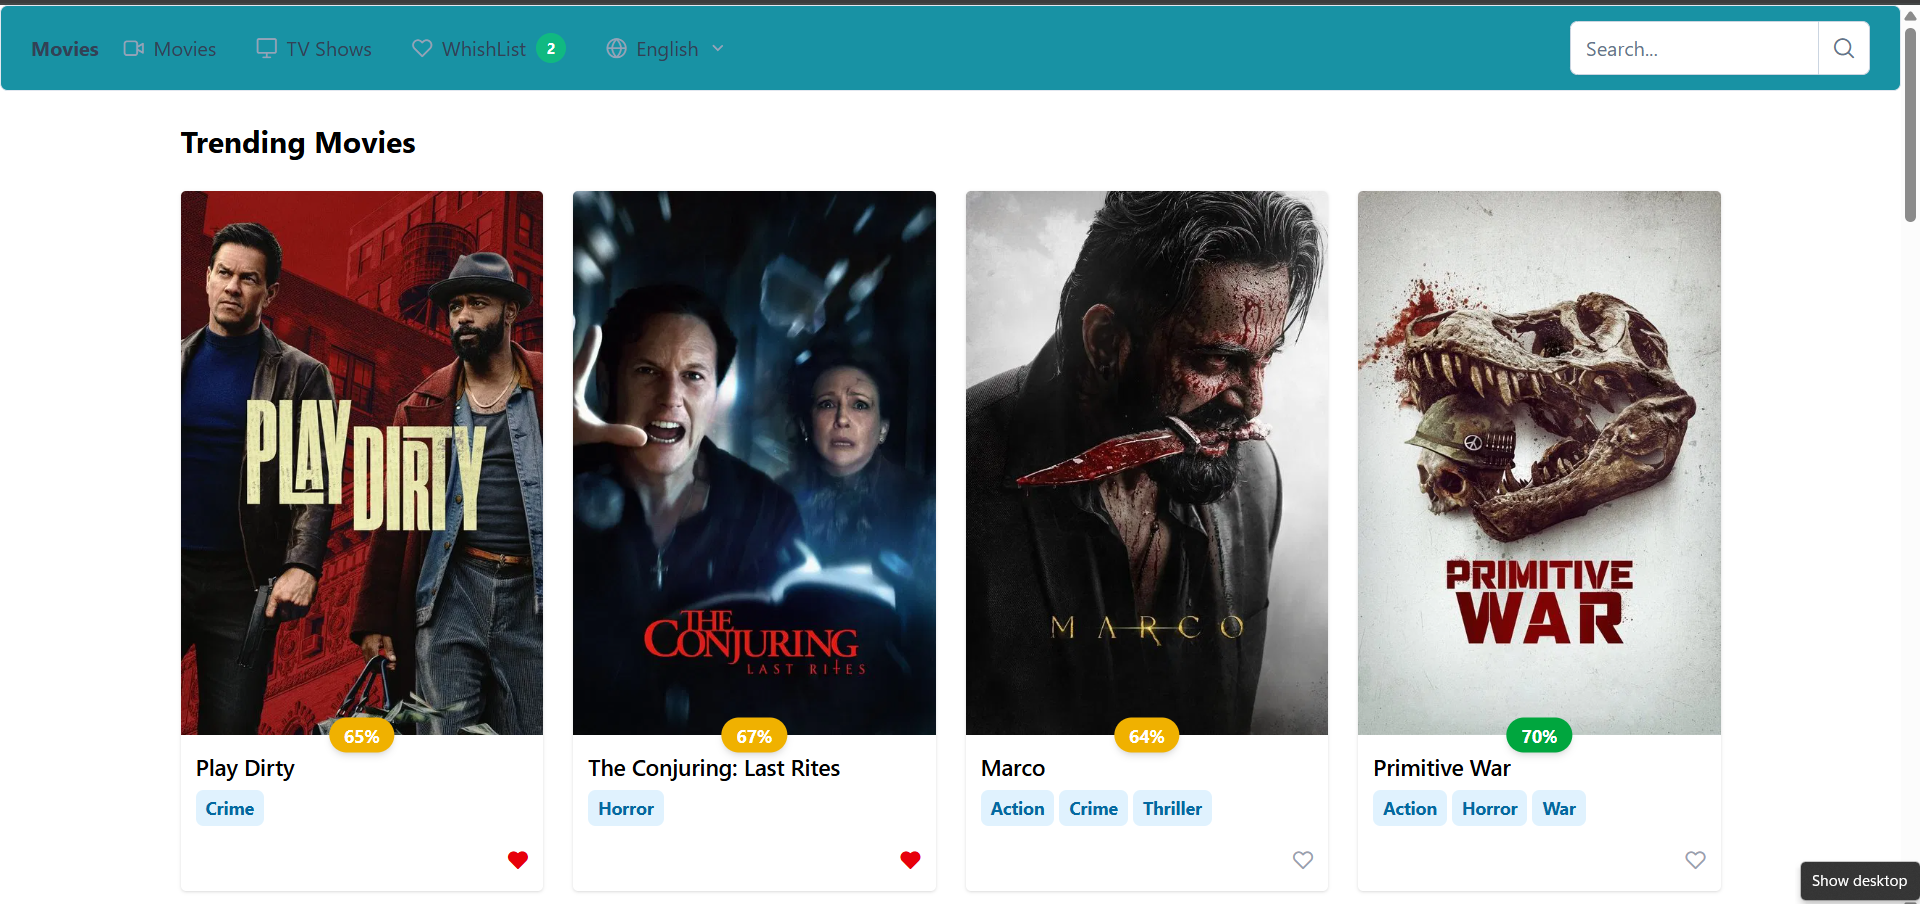 Movies Movies TV Shows WhishList 2 English Search...
Trending Movies
PLAY DIRTY
THE
CONJURING
LAST RITES
MARCO
PRIMITIVE
WAR
65% 67% 64% 70%
Play Dirty The Conjuring: Last Rites Marco Primitive War
Crime Horror Action Crime Thriller Action Horror War
Show desktop